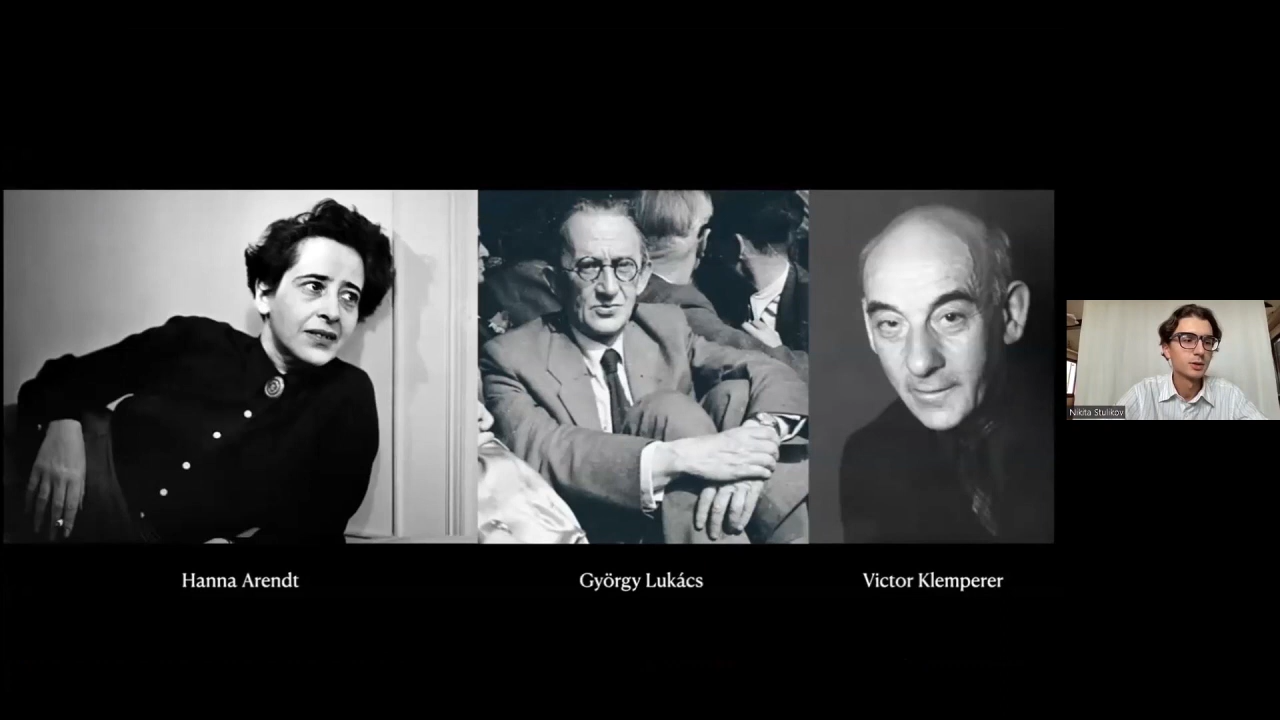 Hanna Arendt
György Lukács
Victor Klemperer
Nikita Stulikov